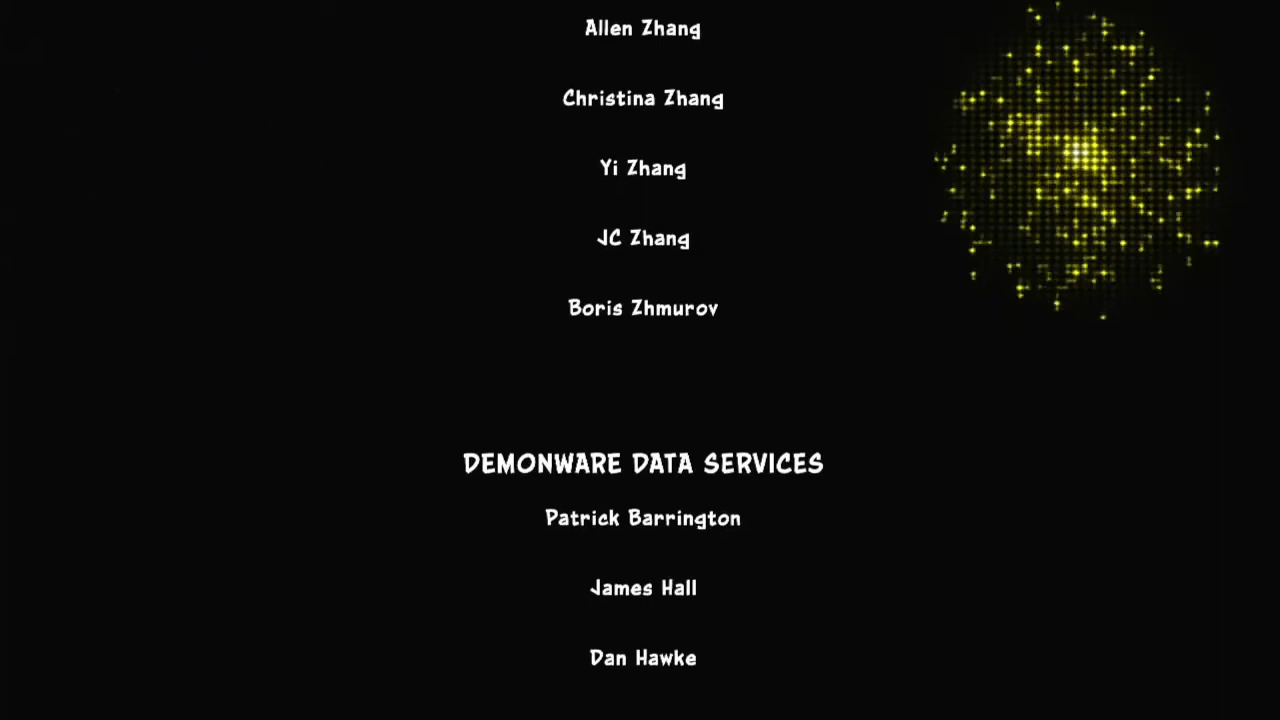 Allen Zhang
Christina Zhang
Yi Zhang
JC Zhang
Boris Zhmurov
DEMONWARE DATA SERVICES
Patrick Barrington
James Hall
Dan Hawke